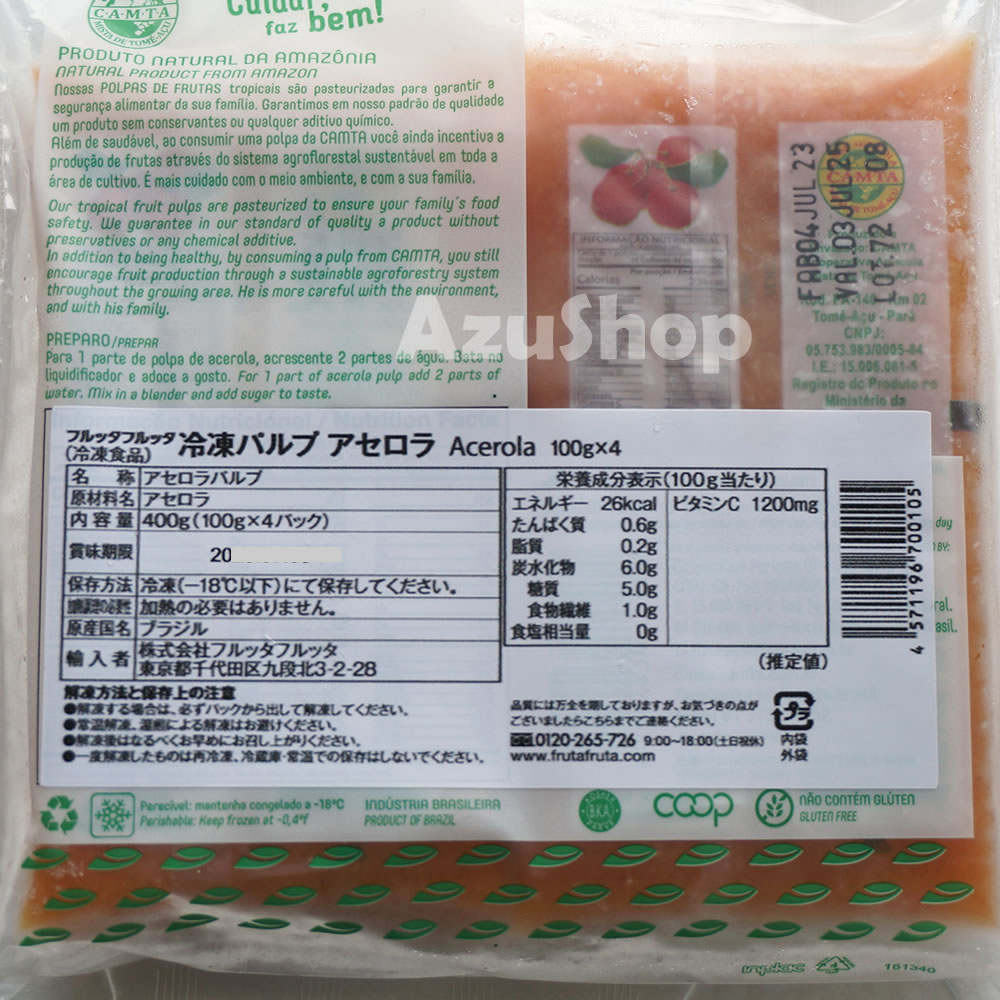 CAMTA
MISTA DE TOMÉ-AÇU
Cuidar,
faz bem!
PRODUTO NATURAL DA AMAZÔNIA
NATURAL PRODUCT FROM AMAZON
Nossas POLPAS DE FRUTAS tropicais são pasteurizadas para garantir a
segurança alimentar da sua família. Garantimos em nosso padrão de qualidade
um produto sem conservantes ou qualquer aditivo químico.
Além de saudável, ao consumir uma polpa da CAMTA você ainda incentiva a
produção de frutas através do sistema agroflorestal sustentável em toda a
área de cultivo. É mais cuidado com o meio ambiente, e com a sua família.
Our tropical fruit pulps are pasteurized to ensure your family's food
safety. We guarantee in our standard of quality a product without
preservatives or any chemical additive.
In addition to being healthy, by consuming a pulp from CAMTA, you still
encourage fruit production through a sustainable agroforestry system
throughout the growing area. He is more careful with the environment,
and with his family.
PREPARO/PREPAR
Para 1 parte de polpa de acerola, acrescente 2 partes de água. Bata no
liquidificador e adoce a gosto. For 1 part of acerola pulp add 2 parts of
water. Mix in a blender and add sugar to taste.
INFORMAÇÃO NUTRICIONAL
Calorias
FAB04JUL 23
VAL03JUL25
L0172 08
CAMTA
Rod. PA-140 Km 02
Tomé-Açu - Pará
CNPJ:
05.753.983/0005-84
I.E.: 15.006.081-5
Registro do Produto no
Ministério da
AzuShop
フルッタフルッタ 冷凍パルプ アセロラ Acerola 100g×4
(冷凍食品)
名 称 アセロラパルプ
原材料名 アセロラ
内容量 400g(100g×4パック)
賞味期限 20
保存方法 冷凍(-18℃以下)にて保存してください。
加熱の必要はありません。
原産国名 ブラジル
輸入者 株式会社フルッタフルッタ
東京都千代田区九段北3-2-28
栄養成分表示(100g当たり)
エネルギー 26kcal ビタミンC 1200mg
たんぱく質 0.6g
脂質 0.2g
炭水化物 6.0g
糖質 5.0g
食物繊維 1.0g
食塩相当量 0g
(推定値)
4 571196 700105
day
BY:
ral.
asil.
解凍方法と保存上の注意
●解凍する場合は、必ずパックから出して解凍してください。
●常温解凍、湯煎による解凍はお避けください。
●解凍後はなるべくお早めにお召し上がりください。
●一度解凍したものは再冷凍、冷蔵庫・常温での保存はしないでください。
品質には万全を期しておりますが、お気づきの点が
ございましたらこちらまでご連絡ください。
0120-265-726 9:00~18:00(土日祝休)
www.frutafruta.com
プラ
内袋
外袋
Perecível: mantenha congelado a -18ºC
Perishable: Keep frozen at -0,4ºf
INDÚSTRIA BRASILEIRA
PRODUCT OF BRAZIL
BKA
coop
NÃO CONTÉM GLÚTEN
GLUTEN FREE
181340